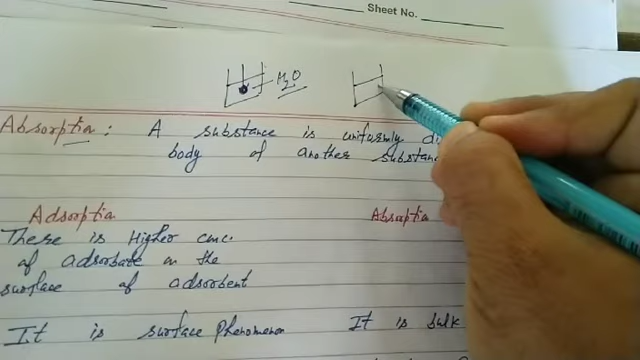 Sheet No.
H2O
Absorption : A substance is uniformly
body of another substance
Adsorption
Absorption
There is Higher conc.
of adsorbate on the
surface of adsorbent
It is surface phenomenon
It is bulk